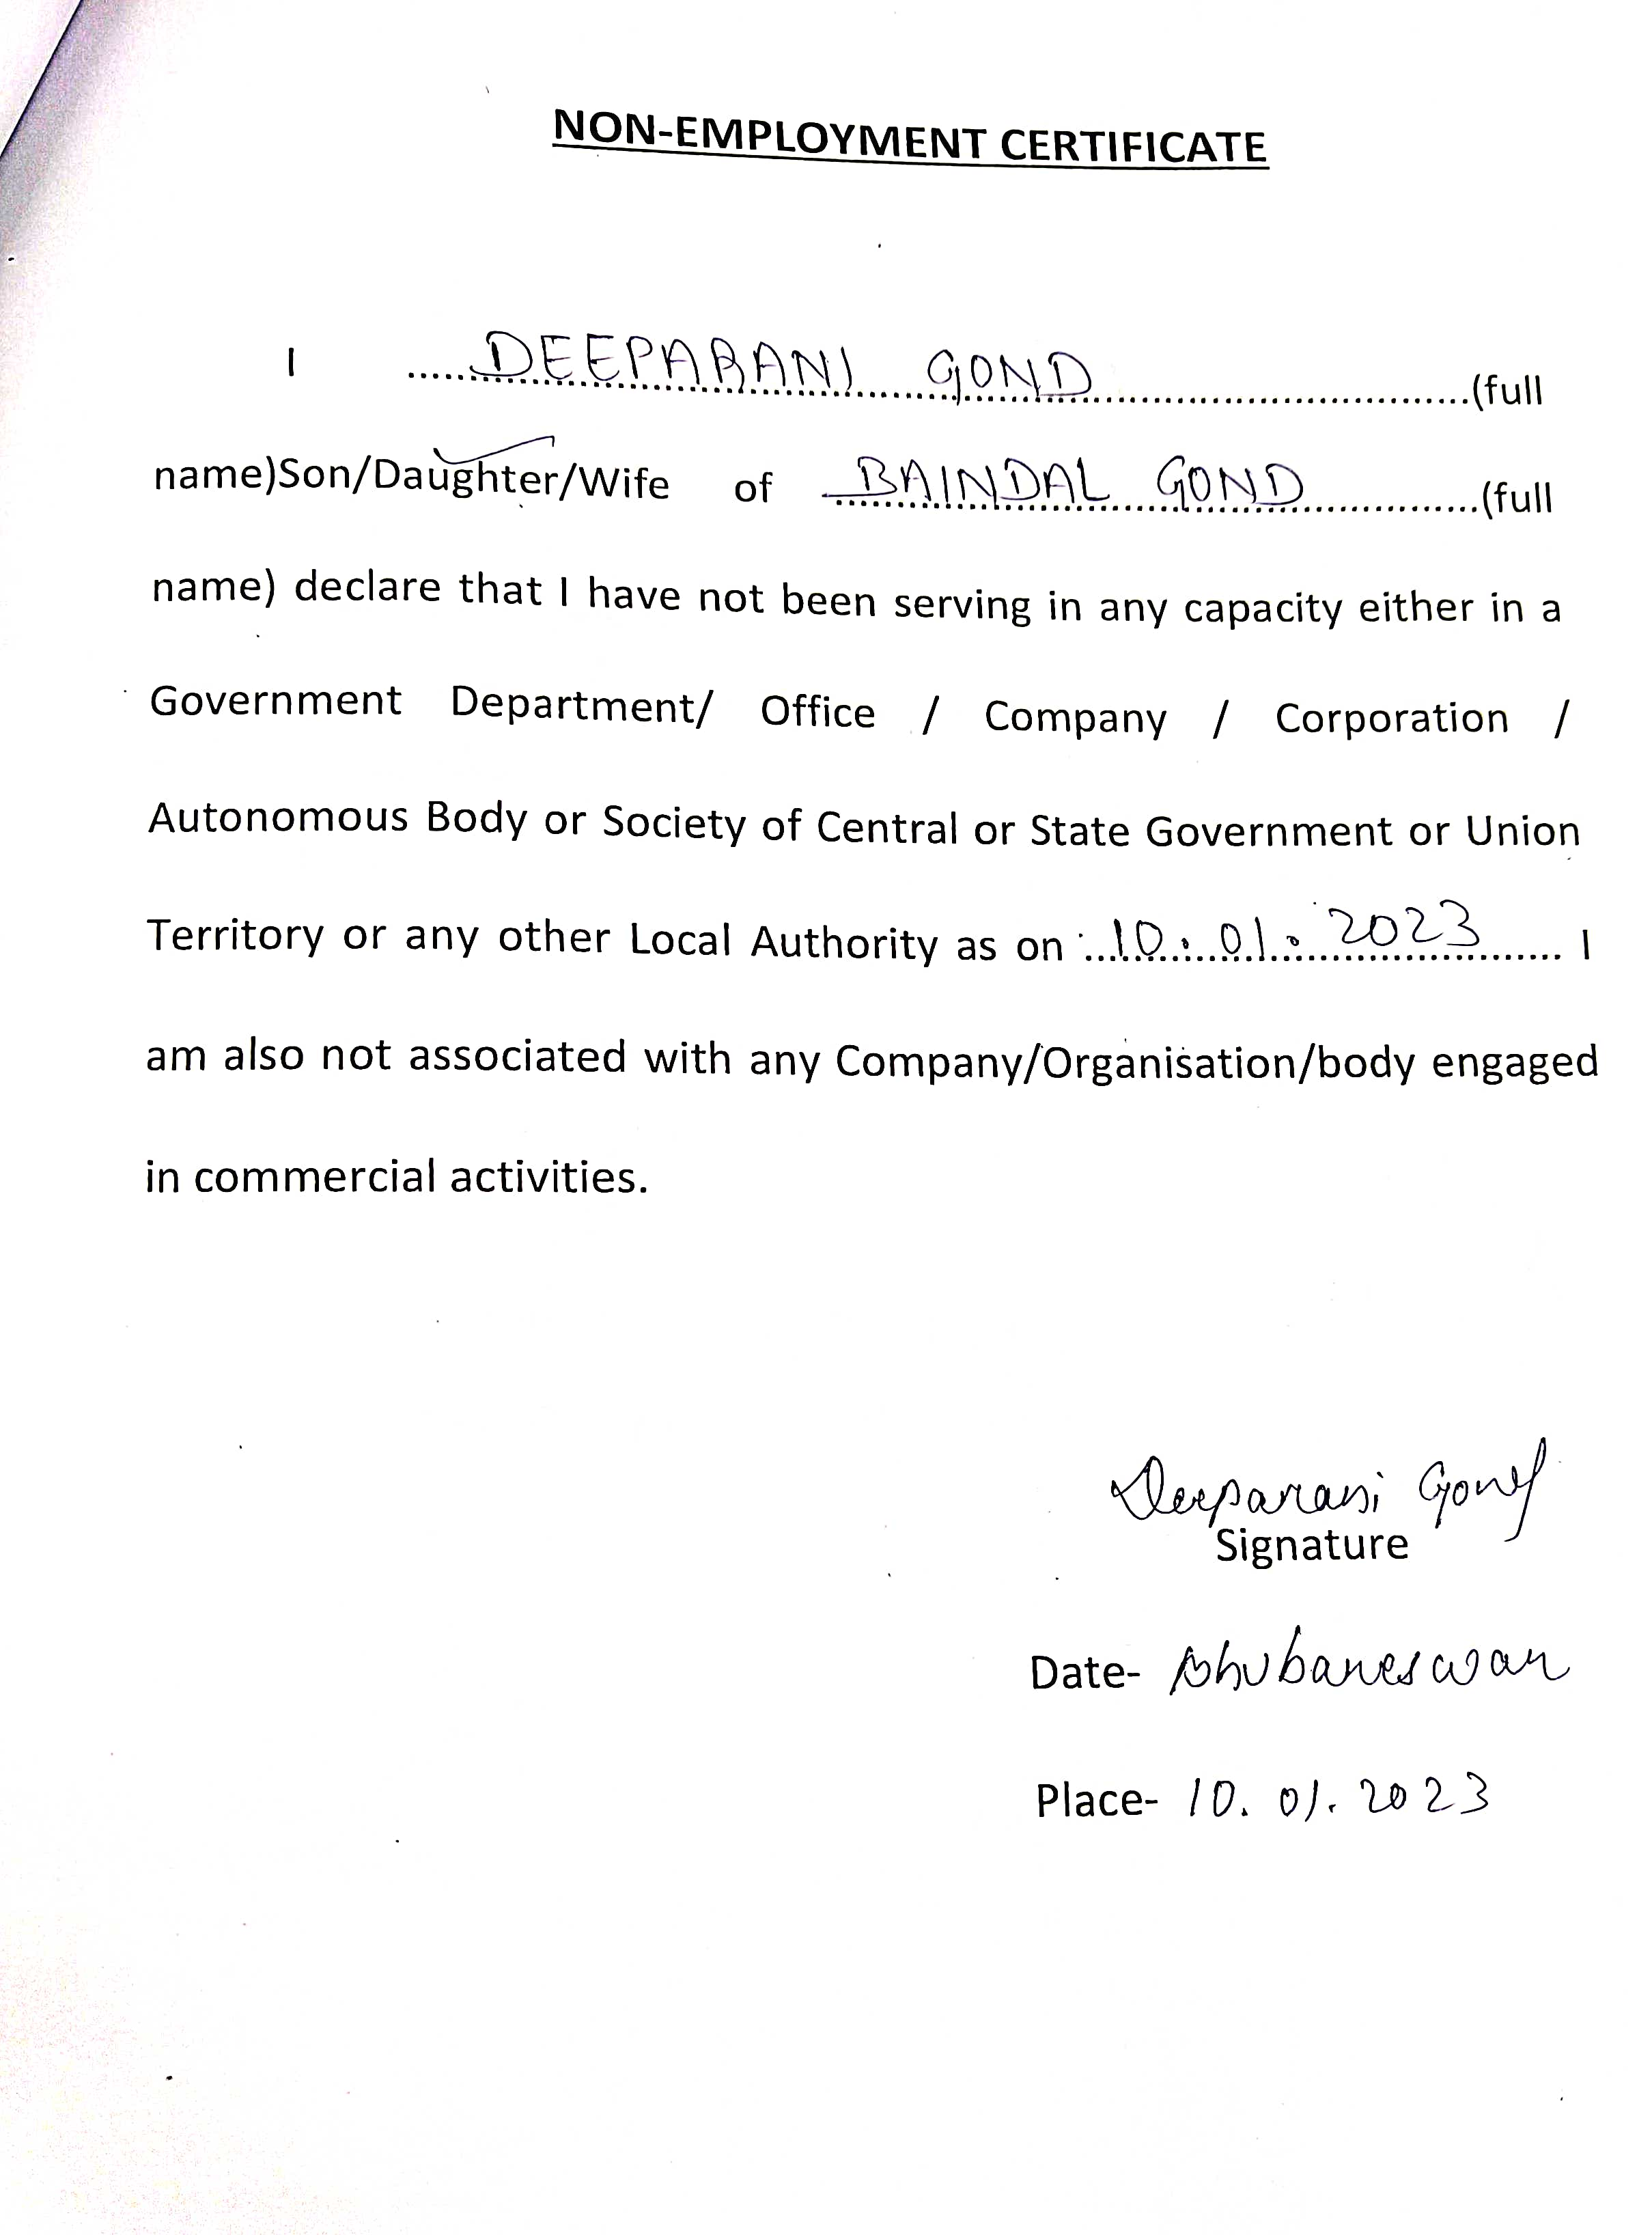 NON-EMPLOYMENT CERTIFICATE
I ......DEEPARANI GOND......(full
name)Son/Daughter/Wife of BAINDAL GOND......(full
name) declare that I have not been serving in any capacity either in a
Government Department/ Office / Company / Corporation /
Autonomous Body or Society of Central or State Government or Union
Territory or any other Local Authority as on ...10.01.2023...... I
am also not associated with any Company/Organisation/body engaged
in commercial activities.
Deeparani Gond
Signature
Date- Bhubaneswar
Place- 10.01.2023